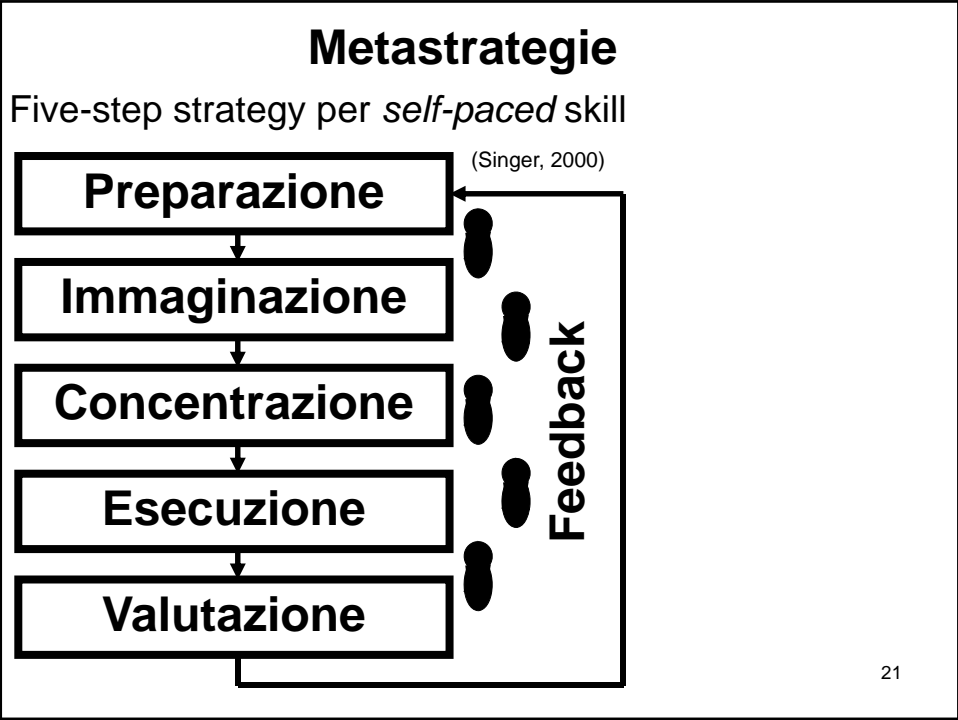 Metastrategie
Five-step strategy per self-paced skill
(Singer, 2000)
Preparazione
Immaginazione
Concentrazione
Esecuzione
Valutazione
Feedback
21